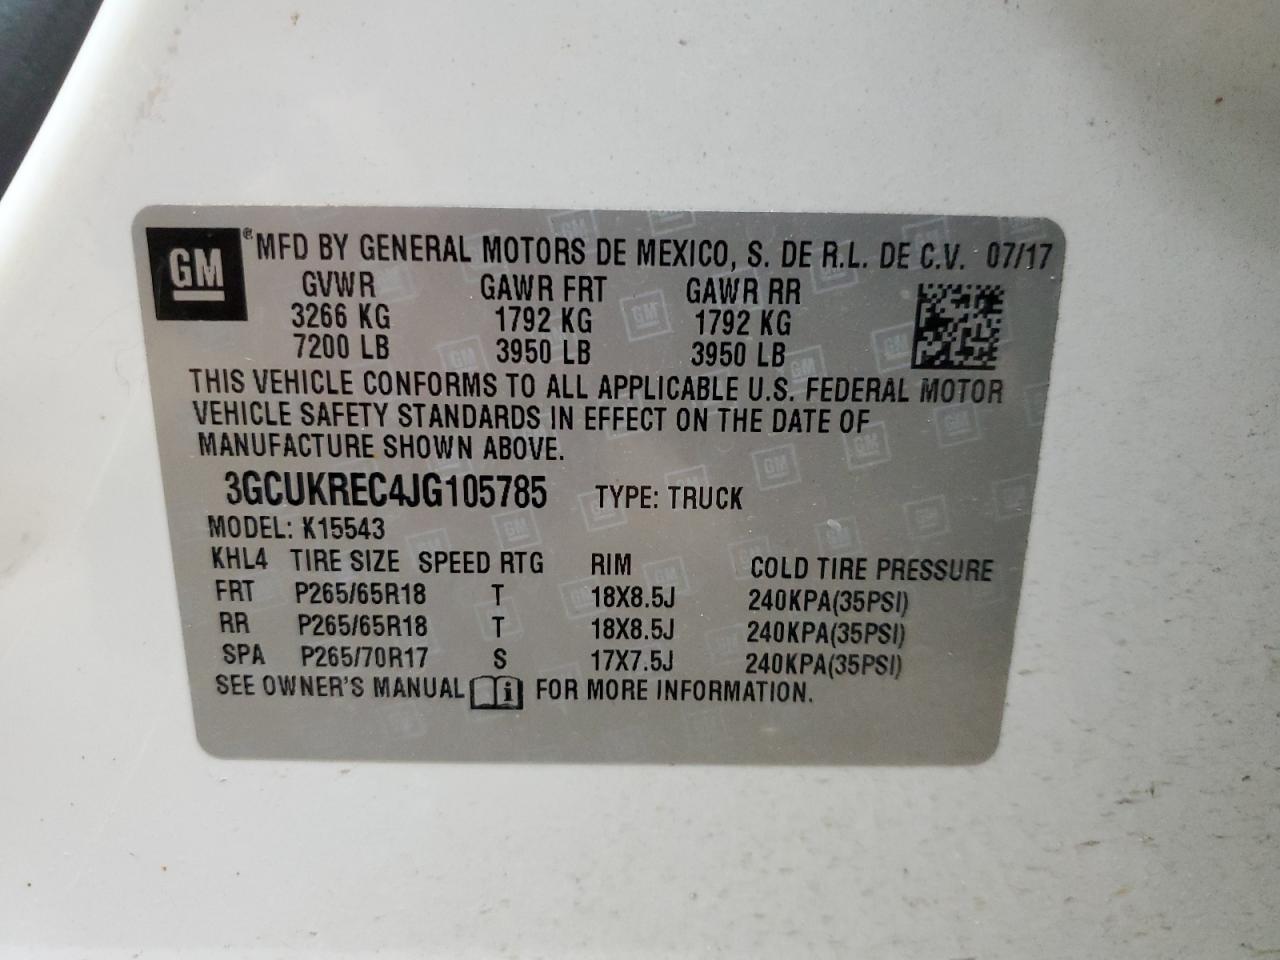 GM ® MFD BY GENERAL MOTORS DE MEXICO, S. DE R.L. DE C.V. 07/17
GVWR GAWR FRT GAWR RR
3266 KG 1792 KG 1792 KG
7200 LB 3950 LB 3950 LB
THIS VEHICLE CONFORMS TO ALL APPLICABLE U.S. FEDERAL MOTOR
VEHICLE SAFETY STANDARDS IN EFFECT ON THE DATE OF
MANUFACTURE SHOWN ABOVE.
3GCUKREC4JG105785 TYPE: TRUCK
MODEL: K15543
KHL4 TIRE SIZE SPEED RTG RIM COLD TIRE PRESSURE
FRT P265/65R18 T 18X8.5J 240KPA(35PSI)
RR P265/65R18 T 18X8.5J 240KPA(35PSI)
SPA P265/70R17 S 17X7.5J 240KPA(35PSI)
SEE OWNER'S MANUAL i FOR MORE INFORMATION.